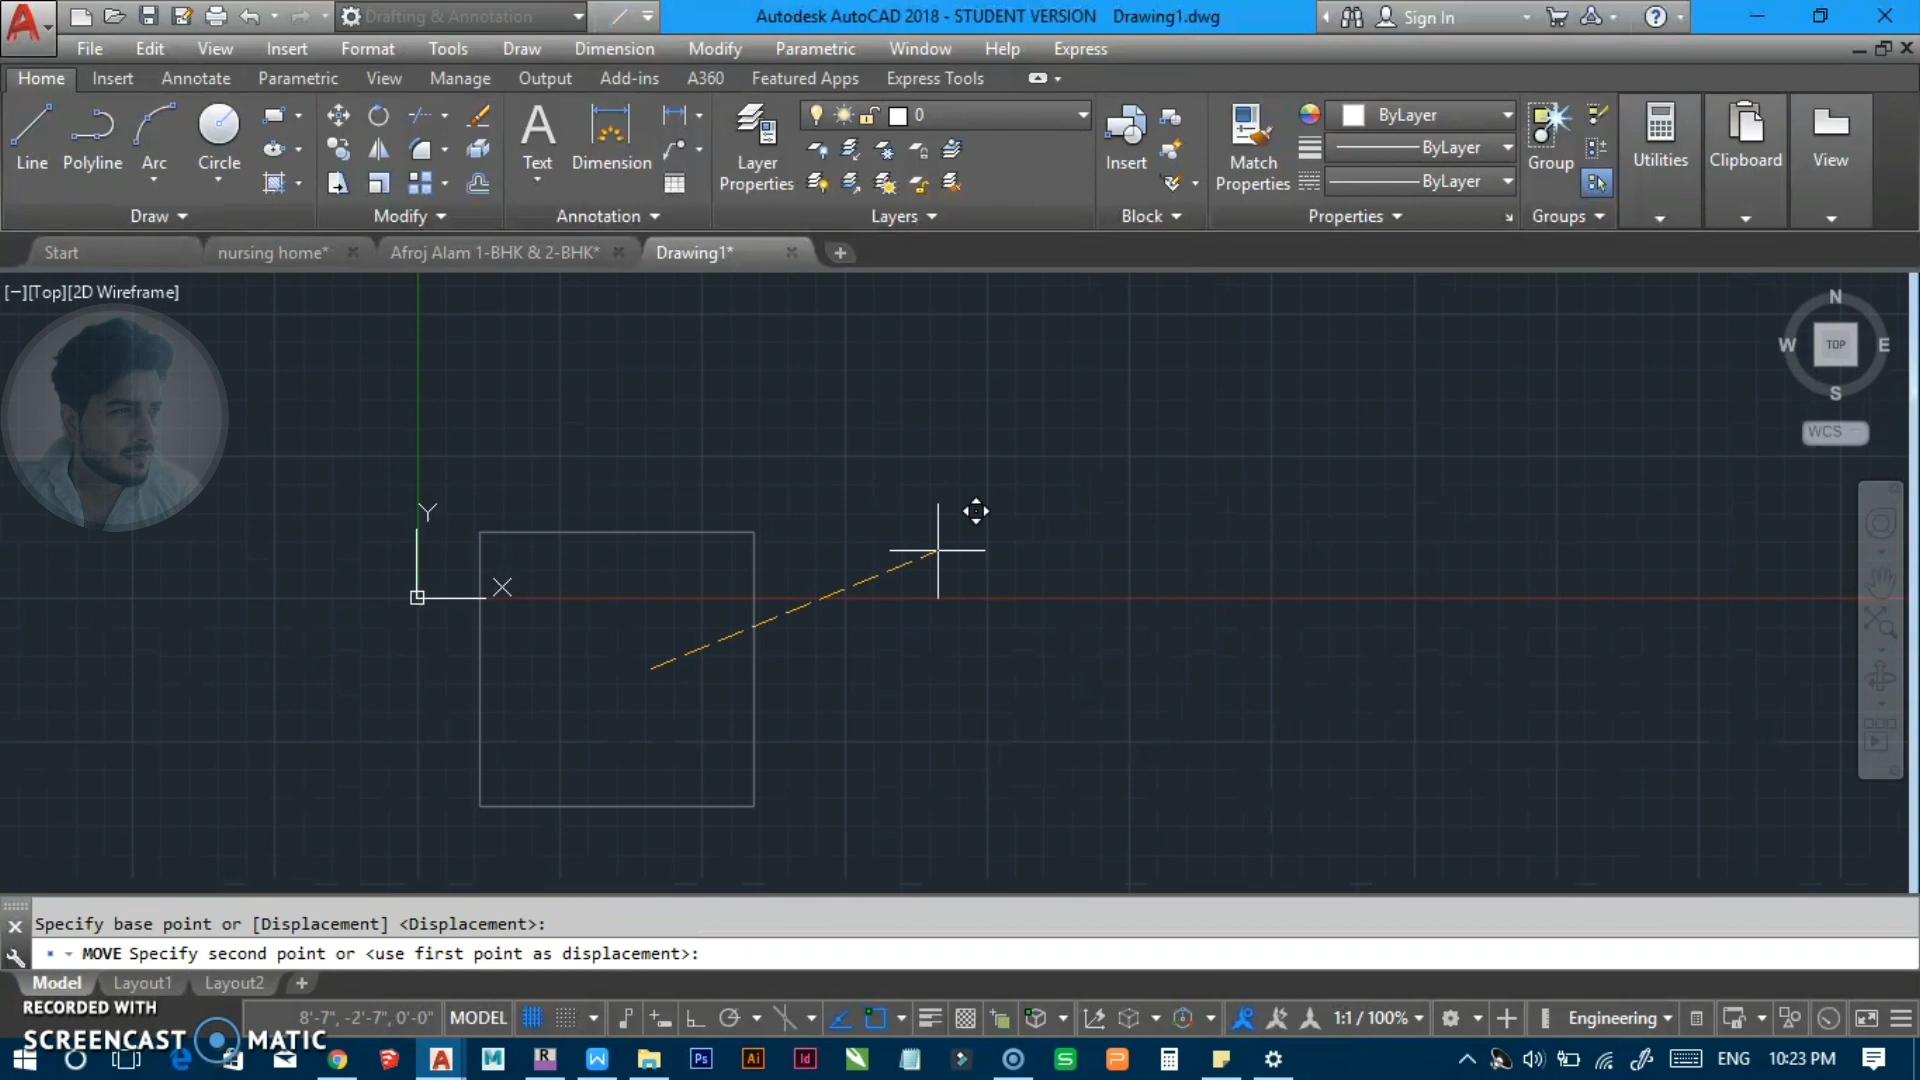 Drafting & Annotation
Autodesk AutoCAD 2018 - STUDENT VERSION Drawing1.dwg
Sign In
File Edit View Insert Format Tools Draw Dimension Modify Parametric Window Help Express
Home Insert Annotate Parametric View Manage Output Add-ins A360 Featured Apps Express Tools
0
ByLayer
ByLayer
ByLayer
Line Polyline Arc Circle Text Dimension Layer Properties Insert Match Properties Group Utilities Clipboard View
Draw Modify Annotation Layers Block Properties Groups
Start nursing home* Afroj Alam 1-BHK & 2-BHK* Drawing1*
[−][Top][2D Wireframe]
N
W TOP E
S
WCS
Y
X
Specify base point or [Displacement] <Displacement>:
MOVE Specify second point or <use first point as displacement>:
Model Layout1 Layout2
RECORDED WITH
SCREENCAST MATIC
8'-7", -2'-7", 0'-0" MODEL 1:1 / 100% Engineering
Ps Ai Id
ENG 10:23 PM